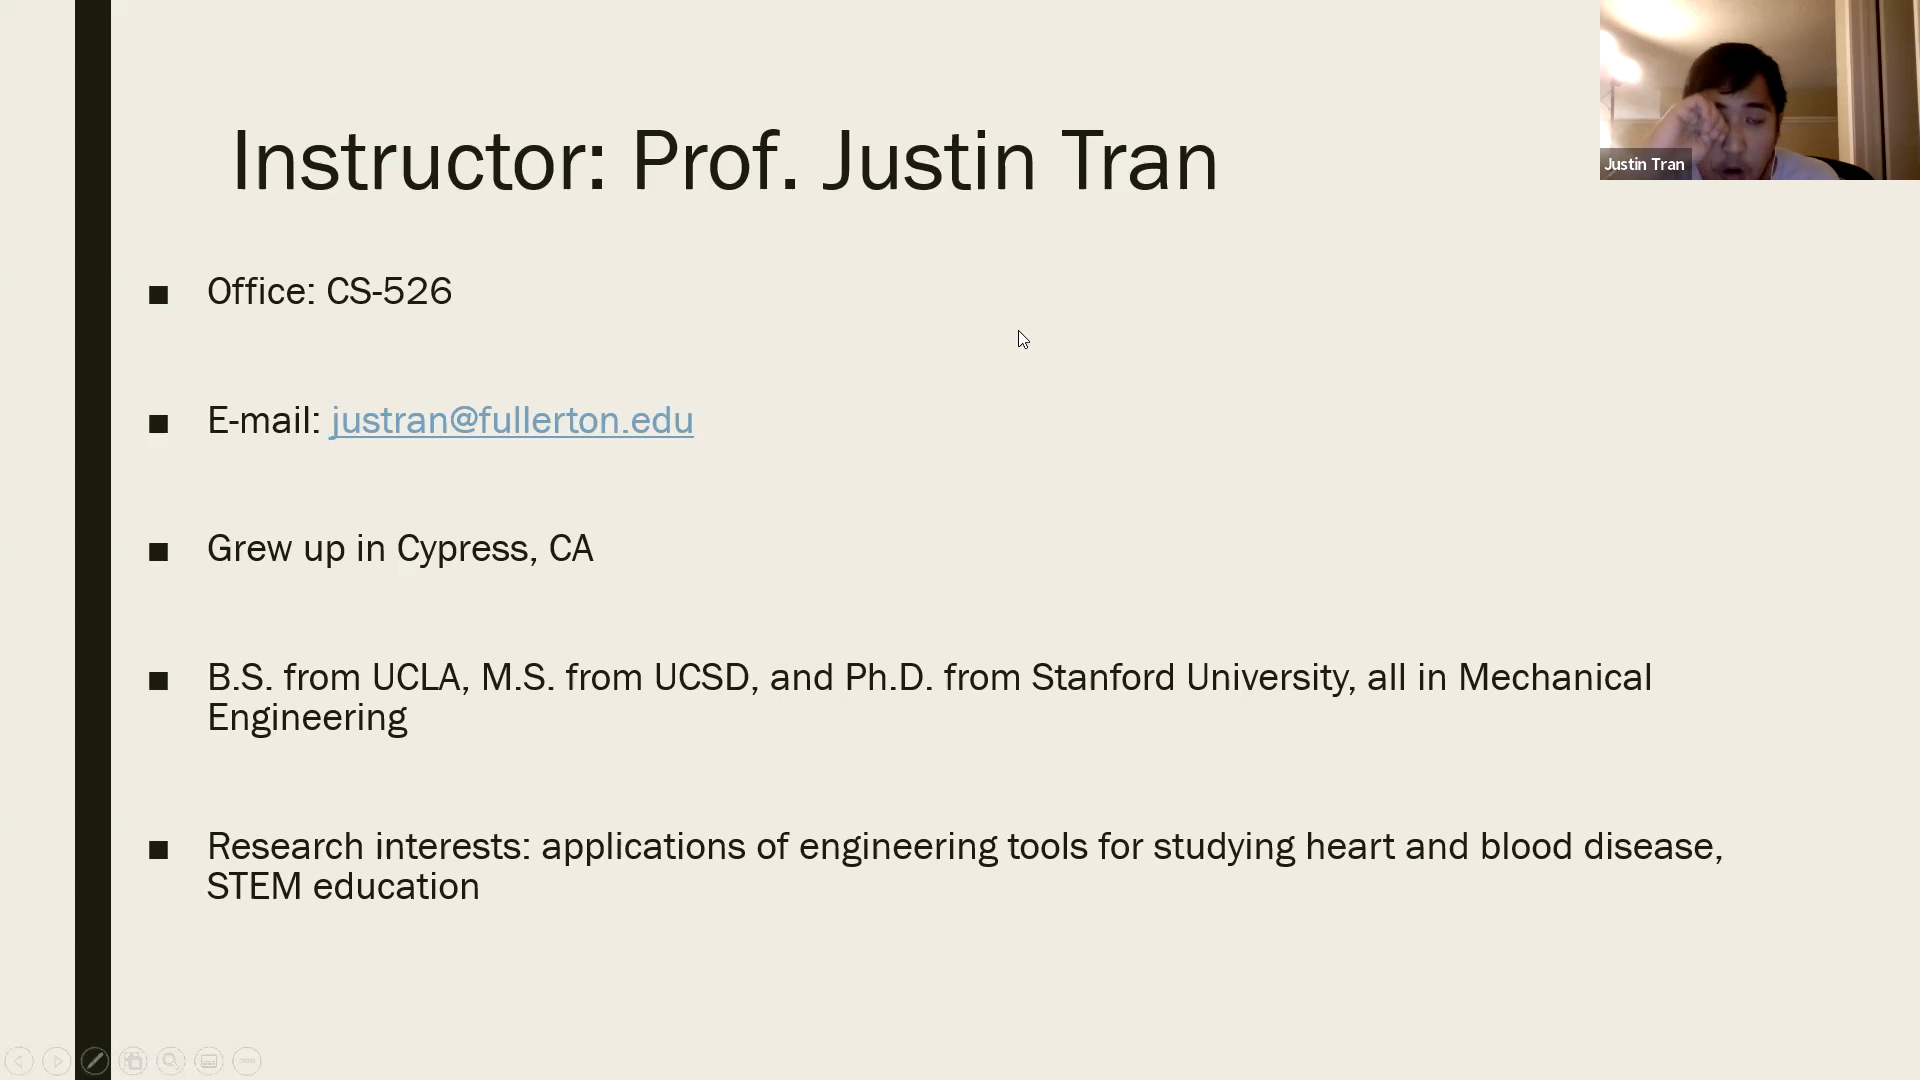 Instructor: Prof. Justin Tran
Justin Tran
■ Office: CS-526
■ E-mail: justran@fullerton.edu
■ Grew up in Cypress, CA
■ B.S. from UCLA, M.S. from UCSD, and Ph.D. from Stanford University, all in Mechanical
Engineering
■ Research interests: applications of engineering tools for studying heart and blood disease,
STEM education